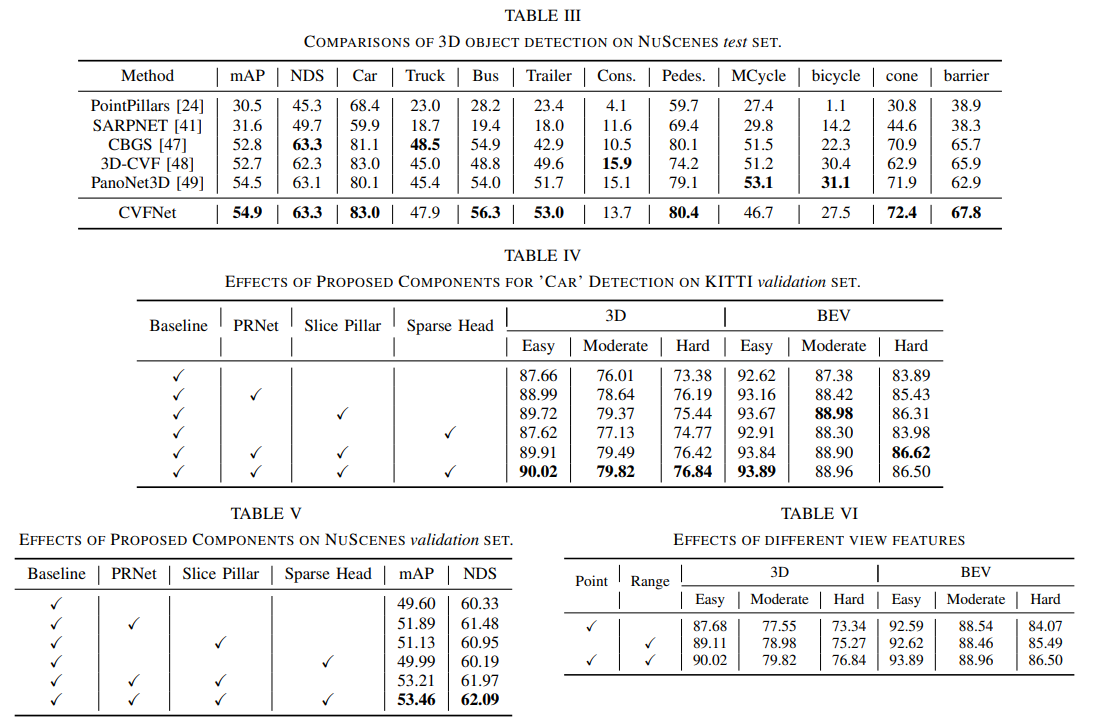 TABLE III
COMPARISONS OF 3D OBJECT DETECTION ON NUSCENES test SET.
Method mAP NDS Car Truck Bus Trailer Cons. Pedes. MCycle bicycle cone barrier
PointPillars [24] 30.5 45.3 68.4 23.0 28.2 23.4 4.1 59.7 27.4 1.1 30.8 38.9
SARPNET [41] 31.6 49.7 59.9 18.7 19.4 18.0 11.6 69.4 29.8 14.2 44.6 38.3
CBGS [47] 52.8 63.3 81.1 48.5 54.9 42.9 10.5 80.1 51.5 22.3 70.9 65.7
3D-CVF [48] 52.7 62.3 83.0 45.0 48.8 49.6 15.9 74.2 51.2 30.4 62.9 65.9
PanoNet3D [49] 54.5 63.1 80.1 45.4 54.0 51.7 15.1 79.1 53.1 31.1 71.9 62.9
CVFNet 54.9 63.3 83.0 47.9 56.3 53.0 13.7 80.4 46.7 27.5 72.4 67.8
TABLE IV
EFFECTS OF PROPOSED COMPONENTS FOR 'CAR' DETECTION ON KITTI validation SET.
Baseline PRNet Slice Pillar Sparse Head 3D BEV
Easy Moderate Hard Easy Moderate Hard
✓ 87.66 76.01 73.38 92.62 87.38 83.89
✓ ✓ 88.99 78.64 76.19 93.16 88.42 85.43
✓ ✓ 89.72 79.37 75.44 93.67 88.98 86.31
✓ ✓ 87.62 77.13 74.77 92.91 88.30 83.98
✓ ✓ ✓ 89.91 79.49 76.42 93.84 88.90 86.62
✓ ✓ ✓ ✓ 90.02 79.82 76.84 93.89 88.96 86.50
TABLE V
EFFECTS OF PROPOSED COMPONENTS ON NUSCENES validation SET.
Baseline PRNet Slice Pillar Sparse Head mAP NDS
✓ 49.60 60.33
✓ ✓ 51.89 61.48
✓ ✓ 51.13 60.95
✓ ✓ 49.99 60.19
✓ ✓ ✓ 53.21 61.97
✓ ✓ ✓ ✓ 53.46 62.09
TABLE VI
EFFECTS OF DIFFERENT VIEW FEATURES
Point Range 3D BEV
Easy Moderate Hard Easy Moderate Hard
✓ 87.68 77.55 73.34 92.59 88.54 84.07
✓ 89.11 78.98 75.27 92.62 88.46 85.49
✓ ✓ 90.02 79.82 76.84 93.89 88.96 86.50